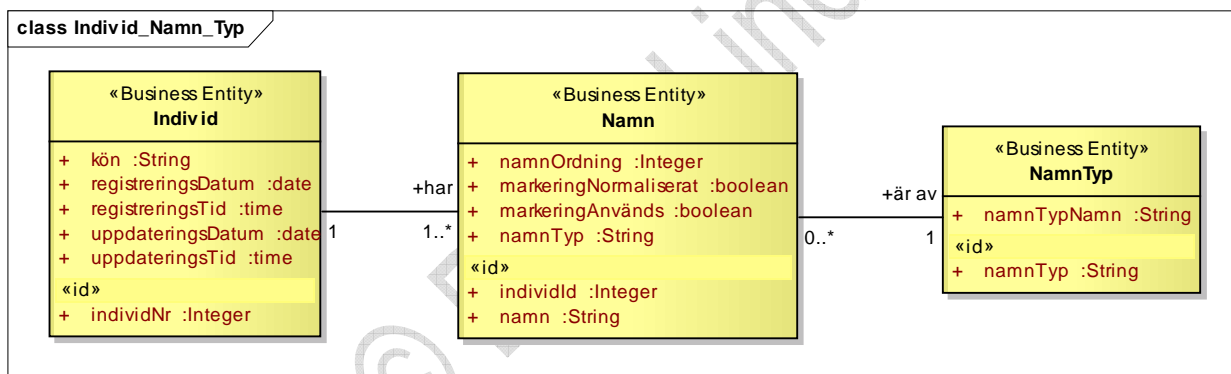 class Individ_Namn_Typ
«Business Entity»
Individ
+ kön :String
+ registreringsDatum :date
+ registreringsTid :time
+ uppdateringsDatum :date
+ uppdateringsTid :time
«id»
+ individNr :Integer
1
+har
1..*
«Business Entity»
Namn
+ namnOrdning :Integer
+ markeringNormaliserat :boolean
+ markeringAnvänds :boolean
+ namnTyp :String
«id»
+ individId :Integer
+ namn :String
0..*
+är av
1
«Business Entity»
NamnTyp
+ namnTypNamn :String
«id»
+ namnTyp :String
©